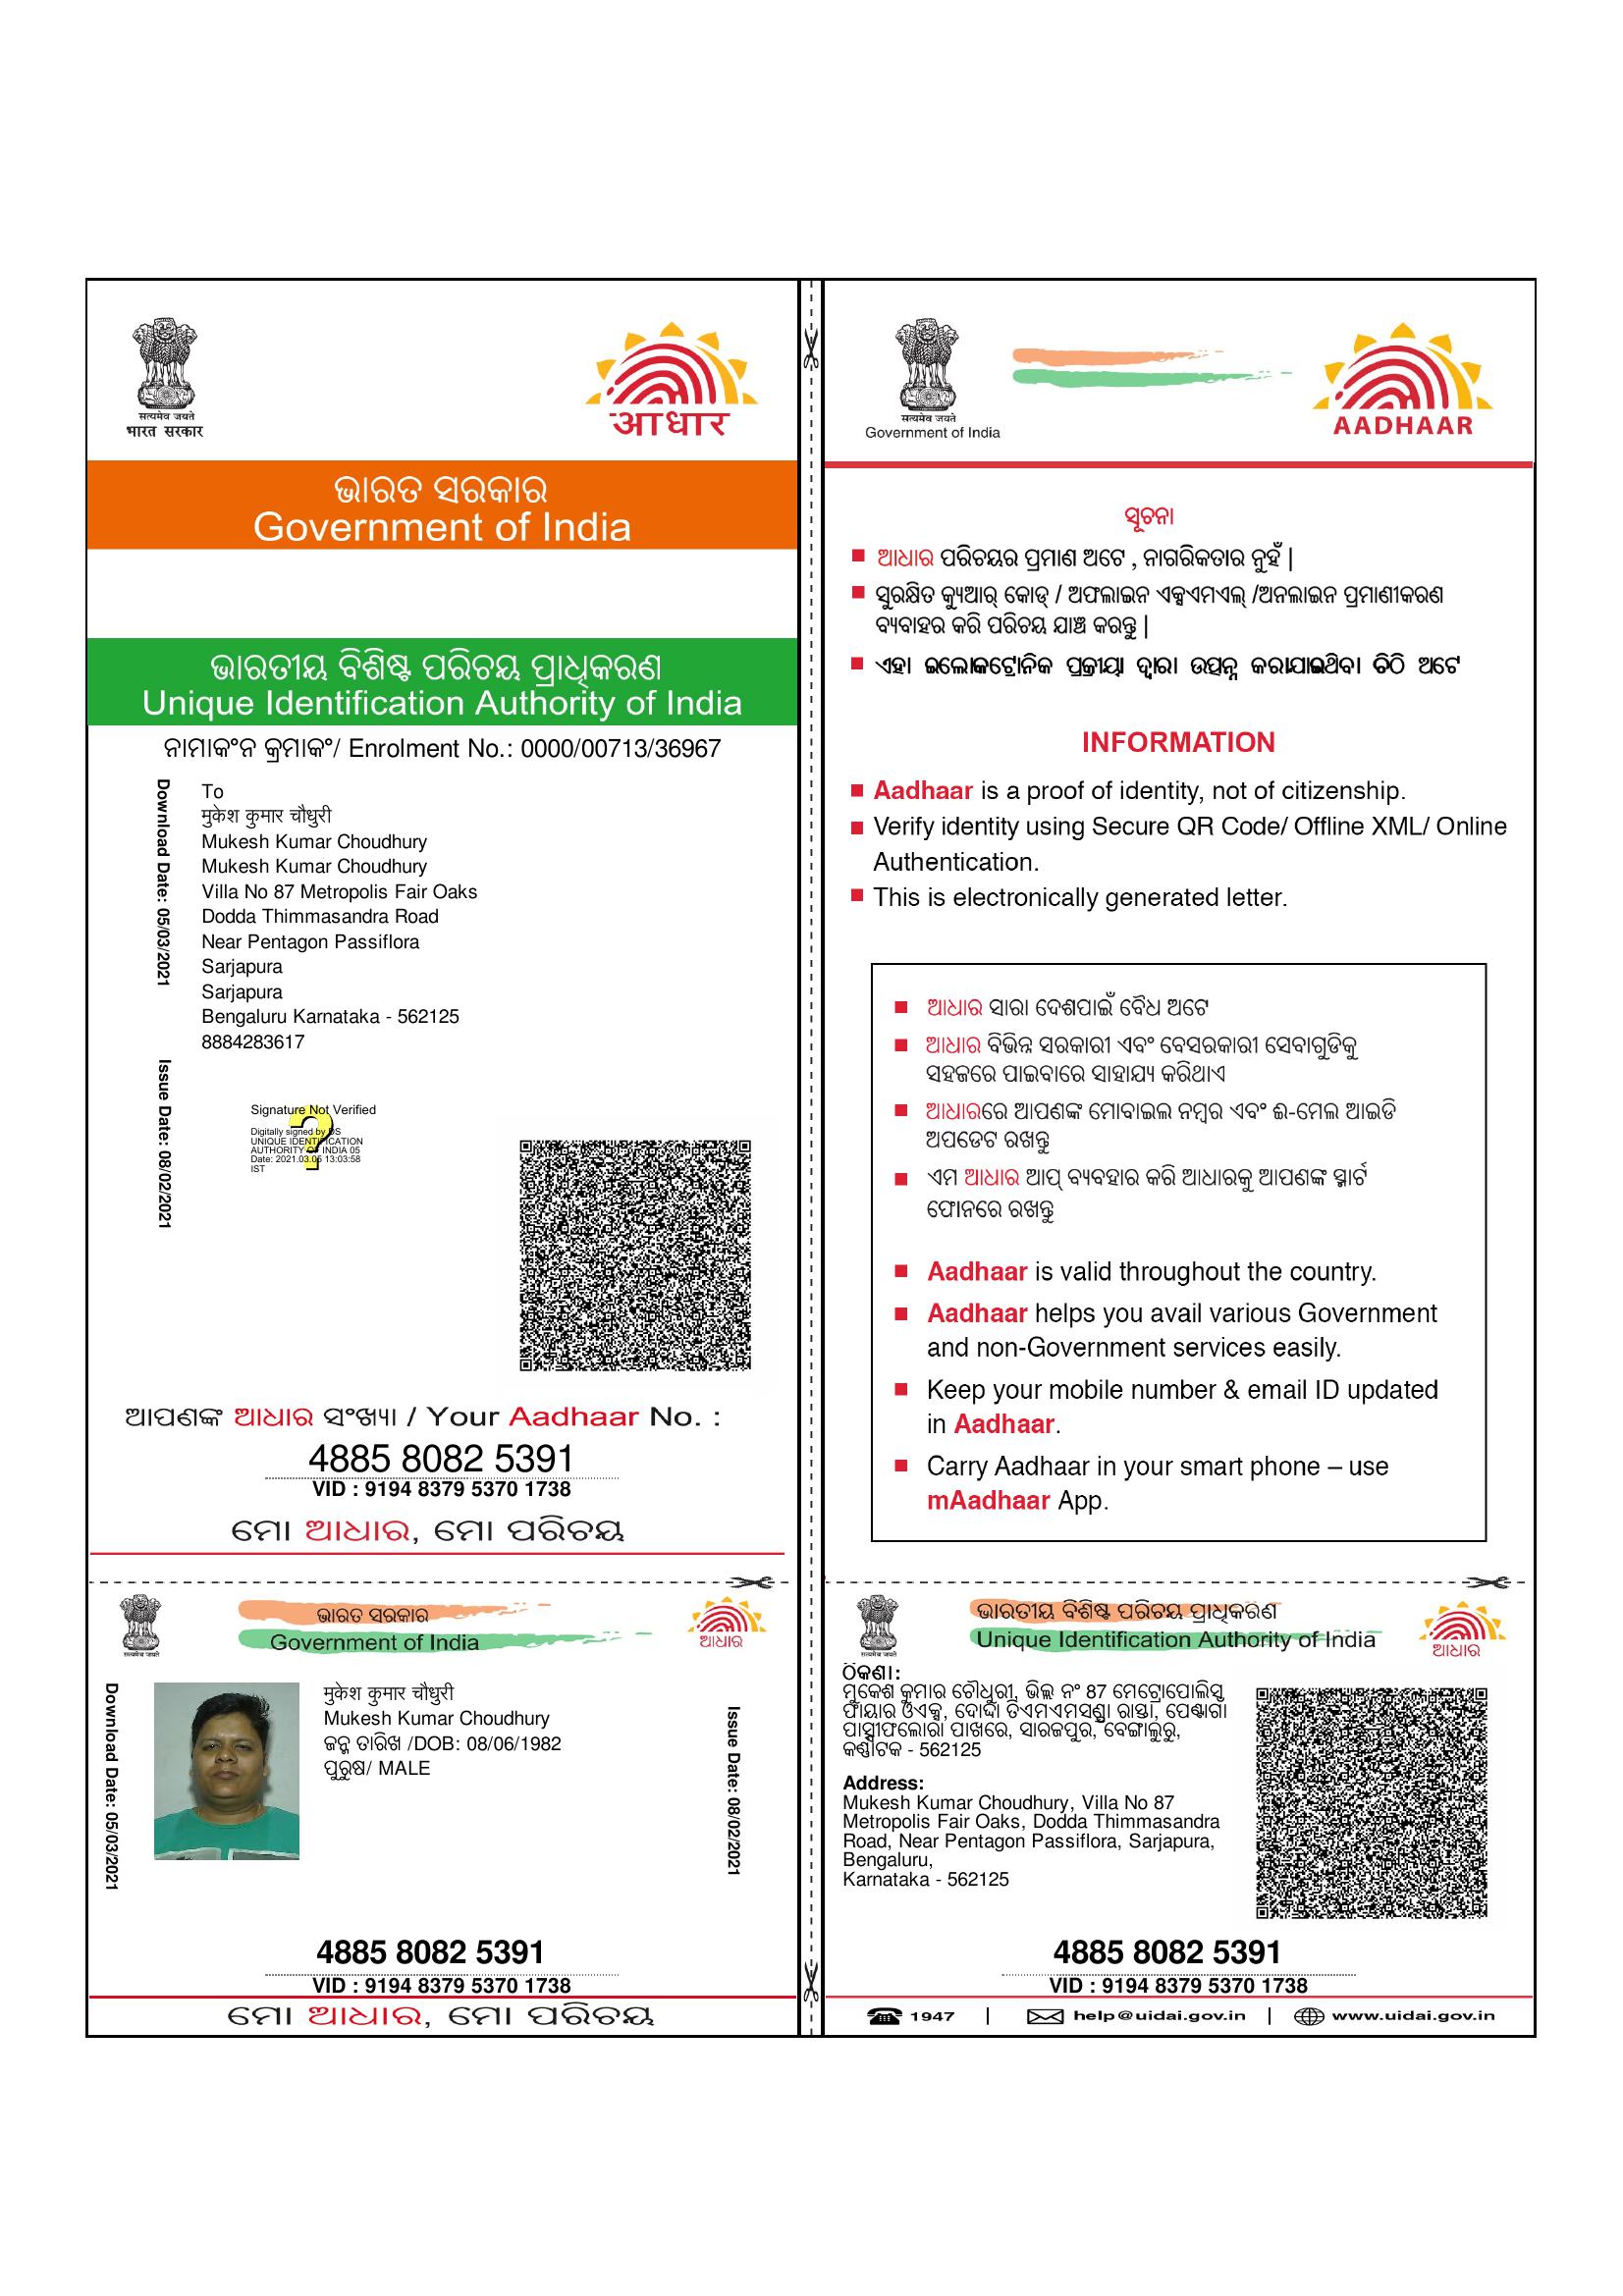 सत्यमेव जयते
भारत सरकार
आधार
ଭାରତ ସରକାର
Government of India
ଭାରତୀୟ ବିଶିଷ୍ଟ ପରିଚୟ ପ୍ରାଧିକରଣ
Unique Identification Authority of India
ନାମାକଂନ କ୍ରମାକଂ/ Enrolment No.: 0000/00713/36967
Download Date: 05/03/2021
Issue Date: 08/02/2021
To
मुकेश कुमार चौधुरी
Mukesh Kumar Choudhury
Mukesh Kumar Choudhury
Villa No 87 Metropolis Fair Oaks
Dodda Thimmasandra Road
Near Pentagon Passiflora
Sarjapura
Sarjapura
Bengaluru Karnataka - 562125
8884283617
Signature Not Verified
Digitally signed by DS
UNIQUE IDENTIFICATION
AUTHORITY OF INDIA 05
Date: 2021.03.05 13:03:58
IST
ଆପଣଙ୍କ ଆଧାର ସଂଖ୍ୟା / Your Aadhaar No. :
4885 8082 5391
VID : 9194 8379 5370 1738
ମୋ ଆଧାର, ମୋ ପରିଚୟ
सत्यमेव जयते
Government of India
AADHAAR
ସୂଚନା
ଆଧାର ପରିଚୟର ପ୍ରମାଣ ଅଟେ , ନାଗରିକତାର ନୁହଁ |
ସୁରକ୍ଷିତ କ୍ୟୁଆର୍ କୋଡ୍ / ଅଫଲାଇନ ଏକ୍ସଏମଏଲ୍ /ଅନଲାଇନ ପ୍ରମାଣୀକରଣ
ବ୍ୟବାହର କରି ପରିଚୟ ଯାଞ୍ଚ କରନ୍ତୁ |
ଏହା ଇଲୋକଟ୍ରୋନିକ ପ୍ରକ୍ରୀୟା ଦ୍ୱାରା ଉତ୍ପନ୍ନ କରାଯାଇଥିବା ଚିଠି ଅଟେ
INFORMATION
Aadhaar is a proof of identity, not of citizenship.
Verify identity using Secure QR Code/ Offline XML/ Online
Authentication.
This is electronically generated letter.
ଆଧାର ସାରା ଦେଶପାଇଁ ବୈଧ ଅଟେ
ଆଧାର ବିଭିନ୍ନ ସରକାରୀ ଏବଂ ବେସରକାରୀ ସେବାଗୁଡିକୁ
ସହଜରେ ପାଇବାରେ ସାହାଯ୍ୟ କରିଥାଏ
ଆଧାରରେ ଆପଣଙ୍କ ମୋବାଇଲ ନମ୍ବର ଏବଂ ଈ-ମେଲ ଆଇଡି
ଅପଡେଟ ରଖନ୍ତୁ
ଏମ ଆଧାର ଆପ୍ ବ୍ୟବହାର କରି ଆଧାରକୁ ଆପଣଙ୍କ ସ୍ମାର୍ଟ
ଫୋନରେ ରଖନ୍ତୁ
Aadhaar is valid throughout the country.
Aadhaar helps you avail various Government
and non-Government services easily.
Keep your mobile number & email ID updated
in Aadhaar.
Carry Aadhaar in your smart phone – use
mAadhaar App.
सत्यमेव जयते
ଭାରତ ସରକାର
Government of India
ଆଧାର
Download Date: 05/03/2021
मुकेश कुमार चौधुरी
Mukesh Kumar Choudhury
ଜନ୍ମ ତାରିଖ /DOB: 08/06/1982
ପୁରୁଷ/ MALE
Issue Date: 08/02/2021
4885 8082 5391
VID : 9194 8379 5370 1738
ମୋ ଆଧାର, ମୋ ପରିଚୟ
सत्यमेव जयते
ଭାରତୀୟ ବିଶିଷ୍ଟ ପରିଚୟ ପ୍ରାଧିକରଣ
Unique Identification Authority of India
ଆଧାର
ଠିକଣା:
ମୁକେଶ କୁମାର ଚୌଧୁରୀ, ଭିଲ୍ଲ ନଂ 87 ମେଟ୍ରୋପୋଲିସ୍
ଫାୟାର ଓଏକ୍ସ, ଦୋଦ୍ଦା ତିଏମଏମସଣ୍ଡ୍ରା ରାସ୍ତା, ପେଣ୍ଟାଗଁ
ପାସ୍ସୀଫଲୋରା ପାଖରେ, ସାରଜପୁର, ବେଙ୍ଗାଲୁରୁ,
କର୍ଣ୍ଣାଟକ - 562125
Address:
Mukesh Kumar Choudhury, Villa No 87
Metropolis Fair Oaks, Dodda Thimmasandra
Road, Near Pentagon Passiflora, Sarjapura,
Bengaluru,
Karnataka - 562125
4885 8082 5391
VID : 9194 8379 5370 1738
1947 | help@uidai.gov.in | www.uidai.gov.in